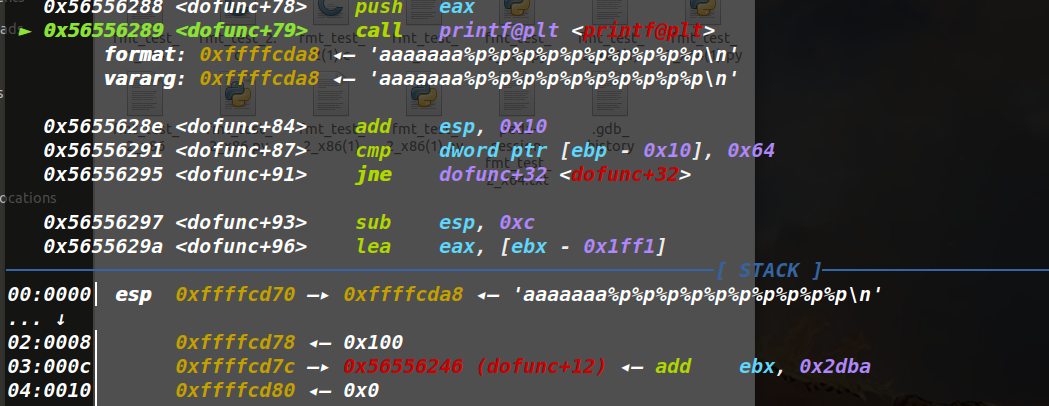 0x56556288 <dofunc+78> push eax
► 0x56556289 <dofunc+79> call printf@plt <printf@plt>
format: 0xffffcda8 ◂— 'aaaaaaa%p%p%p%p%p%p%p%p%p%p\n'
vararg: 0xffffcda8 ◂— 'aaaaaaa%p%p%p%p%p%p%p%p%p%p\n'
0x5655628e <dofunc+84> add esp, 0x10
0x56556291 <dofunc+87> cmp dword ptr [ebp - 0x10], 0x64
0x56556295 <dofunc+91> jne dofunc+32 <dofunc+32>
ocations
0x56556297 <dofunc+93> sub esp, 0xc
0x5655629a <dofunc+96> lea eax, [ebx - 0x1ff1]
[ STACK ]
00:0000│ esp 0xffffcd70 —▸ 0xffffcda8 ◂— 'aaaaaaa%p%p%p%p%p%p%p%p%p%p\n'
... ↓
02:0008│ 0xffffcd78 ◂— 0x100
03:000c│ 0xffffcd7c —▸ 0x56556246 (dofunc+12) ◂— add ebx, 0x2dba
04:0010│ 0xffffcd80 ◂— 0x0